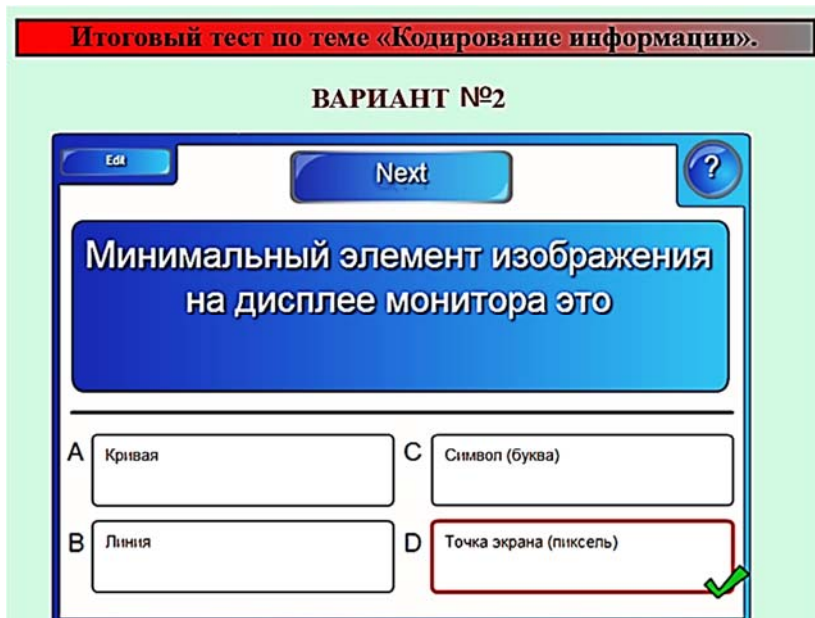 Итоговый тест по теме «Кодирование информации».
ВАРИАНТ №2
Edit
Next
?
Минимальный элемент изображения
на дисплее монитора это
A Кривая
C Символ (буква)
B Линия
D Точка экрана (пиксель)